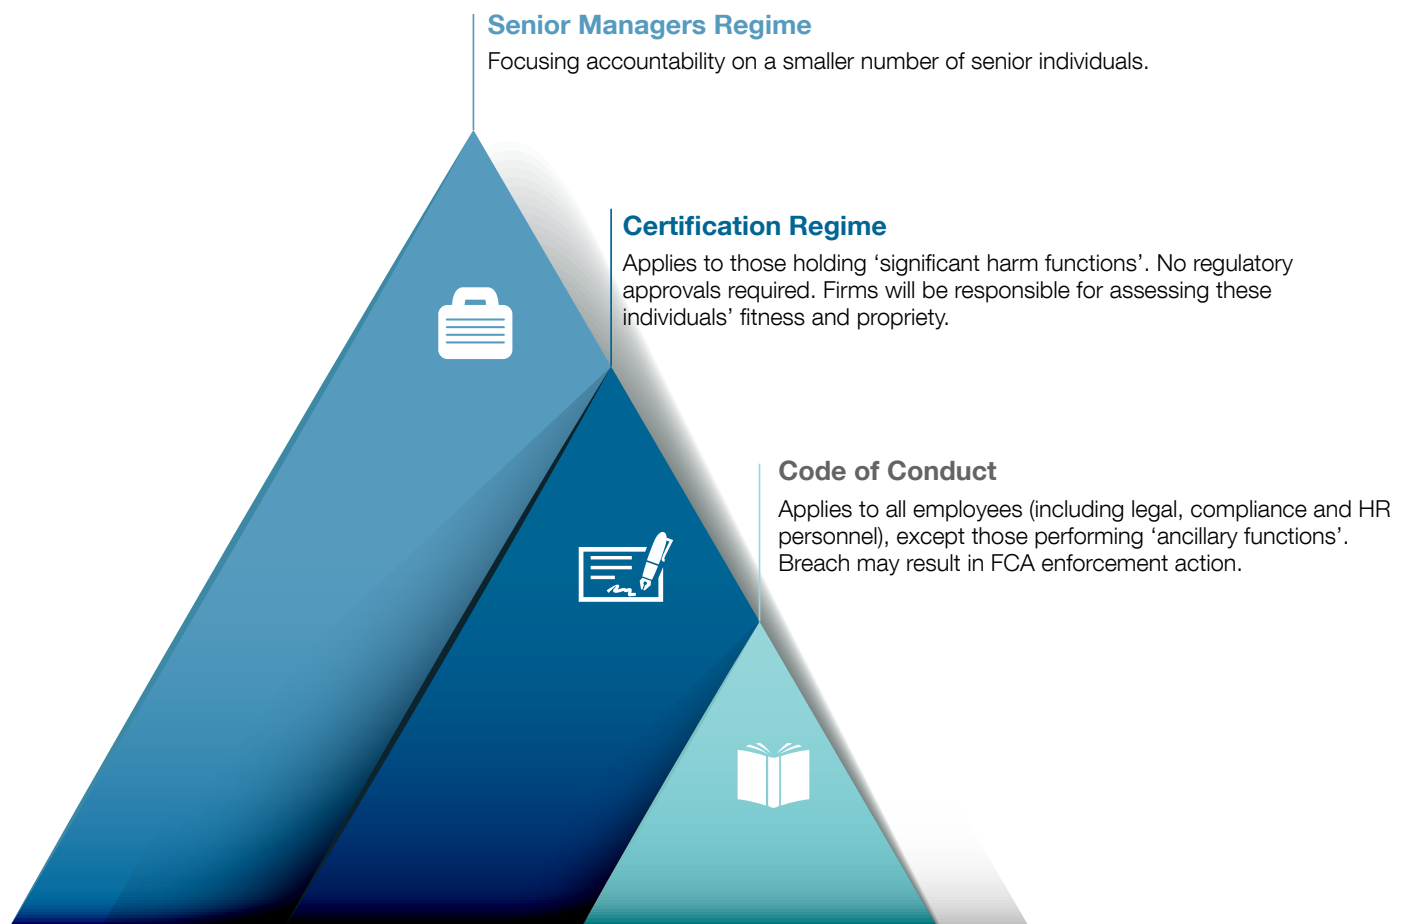 Senior Managers Regime
Focusing accountability on a smaller number of senior individuals.
Certification Regime
Applies to those holding ‘significant harm functions’. No regulatory
approvals required. Firms will be responsible for assessing these
individuals’ fitness and propriety.
Code of Conduct
Applies to all employees (including legal, compliance and HR
personnel), except those performing ‘ancillary functions’.
Breach may result in FCA enforcement action.